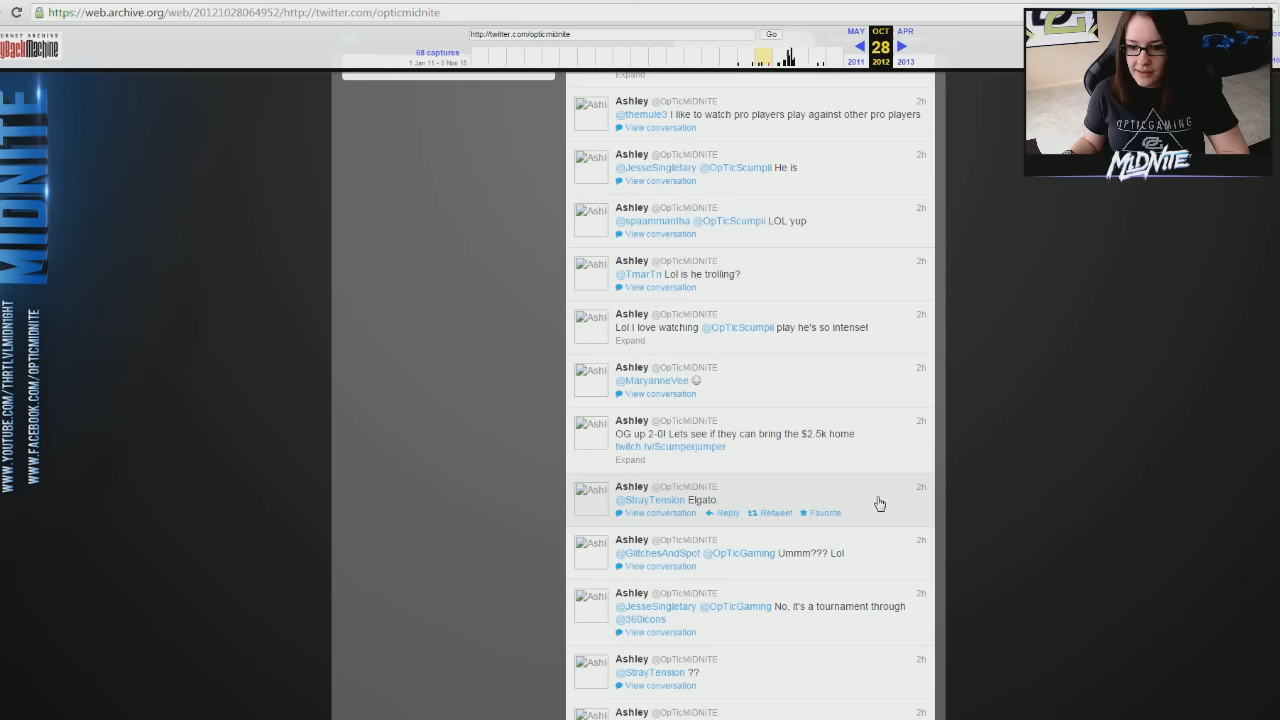 https://web.archive.org/web/20121028064952/http://twitter.com/opticmidnite
http://twitter.com/opticmidnite
Go
MAY
OCT
APR
68 captures
1 Jan 11 - 5 Nov 15
28
2011
2012
2013
MIDNITE
WWW.YOUTUBE.COM/THRTLVLMIDN1GHT
WWW.FACEBOOK.COM/OPTICMIDNITE
OPTICGAMING
MiDNiTE
Expand
Ashley @OpTicMiDNiTE 2h
@themule3 I like to watch pro players play against other pro players
View conversation
Ashley @OpTicMiDNiTE 2h
@JesseSingletary @OpTicScumpii He is
View conversation
Ashley @OpTicMiDNiTE 2h
@spaammantha @OpTicScumpii LOL yup
View conversation
Ashley @OpTicMiDNiTE 2h
@TmarTn Lol is he trolling?
View conversation
Ashley @OpTicMiDNiTE 2h
Lol I love watching @OpTicScumpii play he's so intense!
Expand
Ashley @OpTicMiDNiTE 2h
@MaryanneVee
View conversation
Ashley @OpTicMiDNiTE 2h
OG up 2-0! Lets see if they can bring the $2.5k home
twitch.tv/Scumperjumper
Expand
Ashley @OpTicMiDNiTE 2h
@StrayTension Elgato.
View conversation Reply Retweet Favorite
Ashley @OpTicMiDNiTE 2h
@GlitchesAndSpot @OpTicGaming Ummm??? Lol
View conversation
Ashley @OpTicMiDNiTE 2h
@JesseSingletary @OpTicGaming No, it's a tournament through
@360icons
View conversation
Ashley @OpTicMiDNiTE 2h
@StrayTension ??
View conversation
Ashley @OpTicMiDNiTE 2h